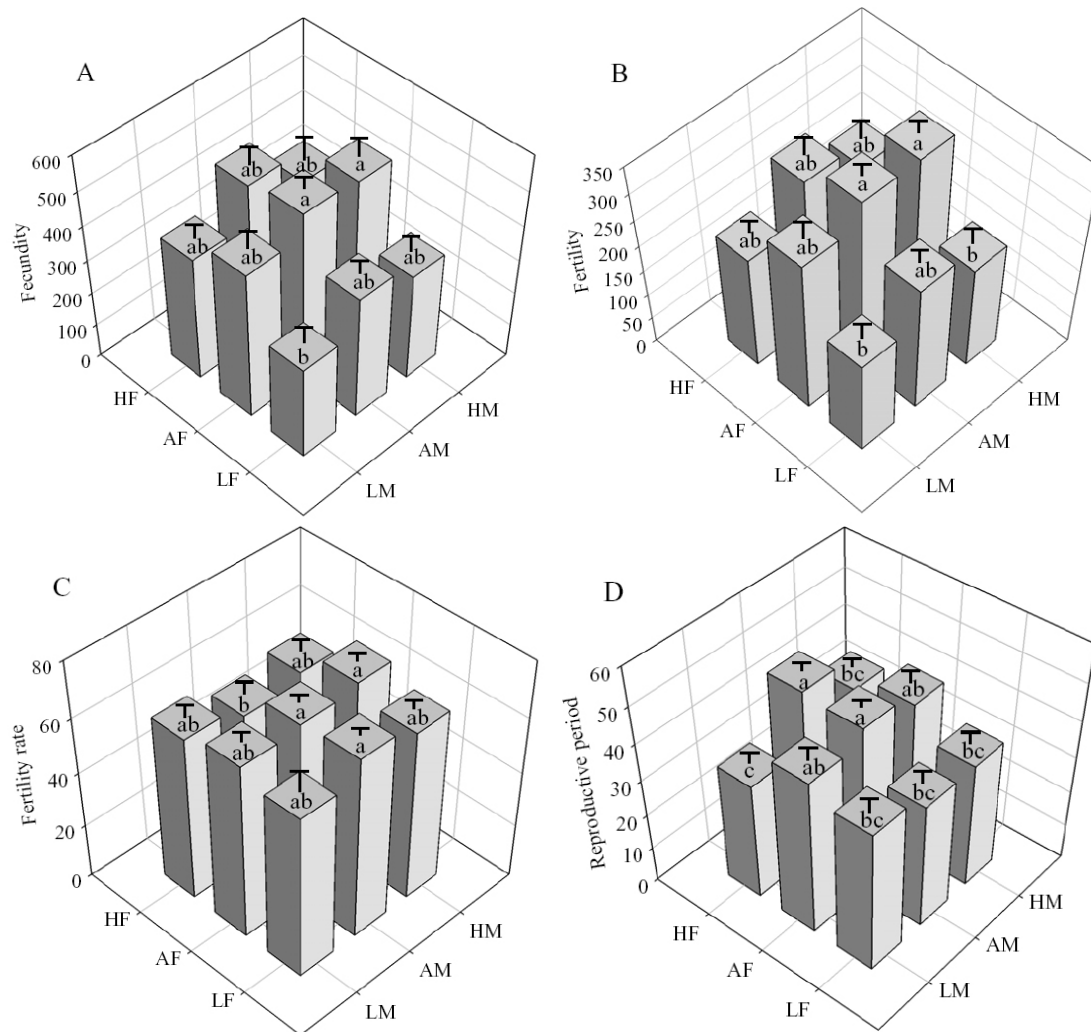 A
Fecundity
600
500
400
300
200
100
0
HF
AF
LF
LM
AM
HM
ab
ab
a
ab
a
ab
ab
ab
b
B
Fertility
350
300
250
200
150
100
50
0
HF
AF
LF
LM
AM
HM
ab
ab
a
a
ab
ab
ab
b
b
C
Fertility rate
80
60
40
20
0
HF
AF
LF
LM
AM
HM
ab
a
b
a
ab
ab
ab
a
ab
D
Reproductive period
60
50
40
30
20
10
0
HF
AF
LF
LM
AM
HM
a
bc
ab
a
c
ab
bc
bc
bc